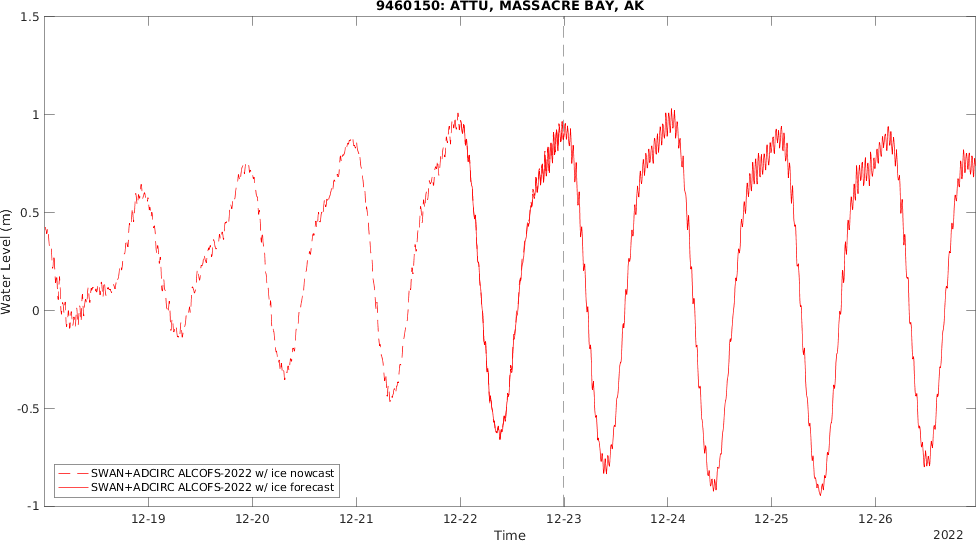 9460150: ATTU, MASSACRE BAY, AK
1.5
1
0.5
0
-0.5
-1
Water Level (m)
SWAN+ADCIRC ALCOFS-2022 w/ ice nowcast
SWAN+ADCIRC ALCOFS-2022 w/ ice forecast
12-19 12-20 12-21 12-22 12-23 12-24 12-25 12-26
Time
2022